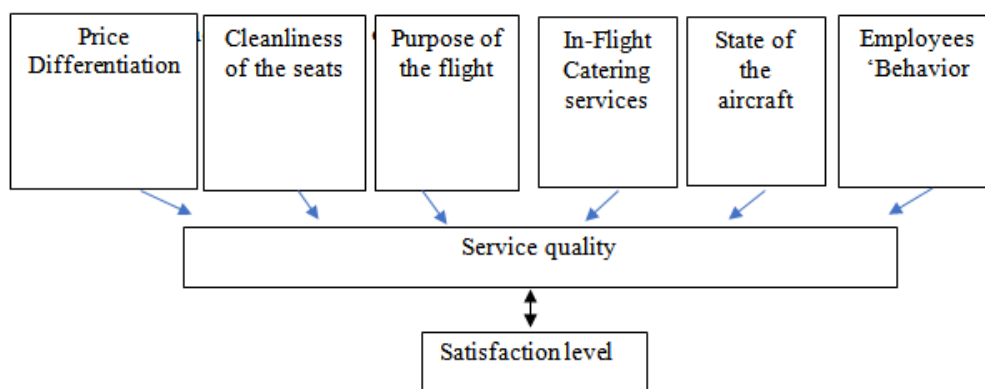 Price
Differentiation
Cleanliness
of the seats
Purpose of
the flight
In-Flight
Catering
services
State of
the
aircraft
Employees
‘Behavior
Service quality
Satisfaction level